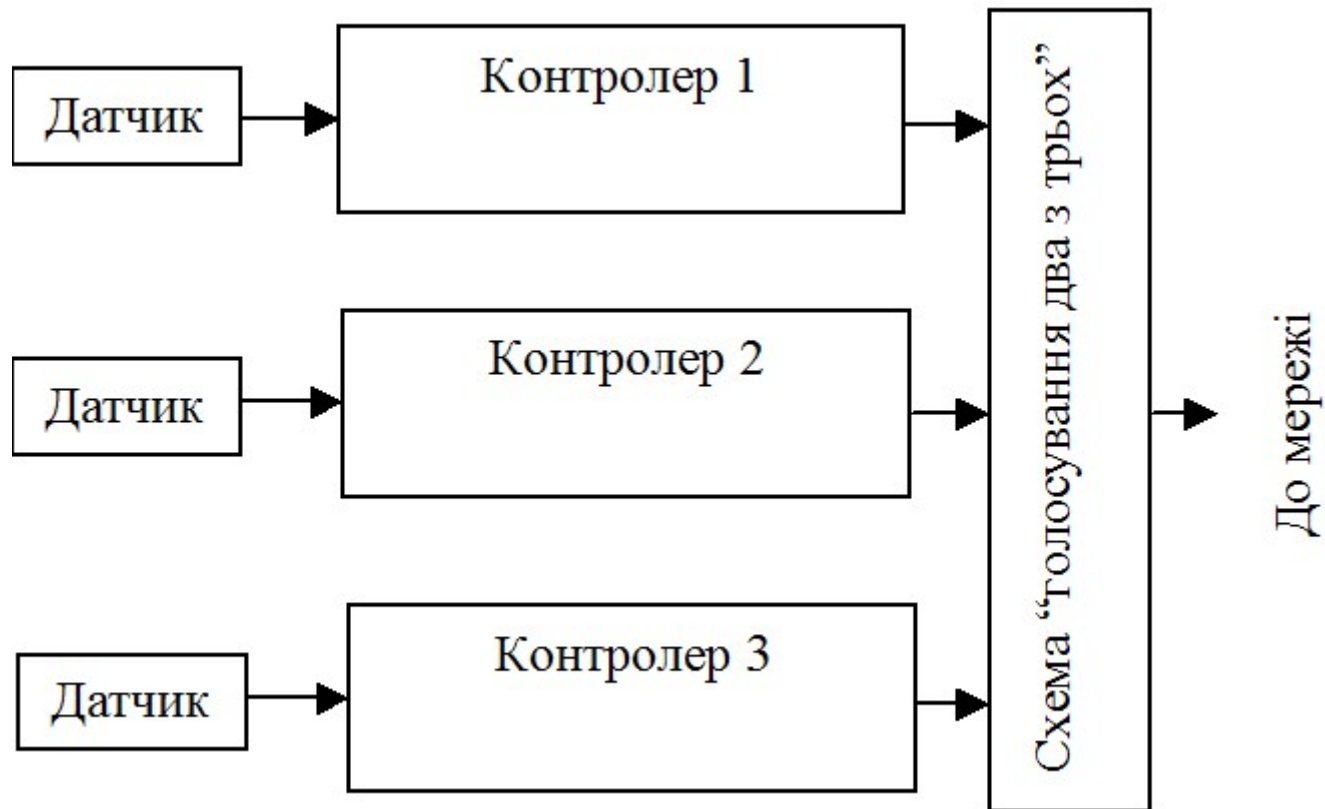 Датчик
Контролер 1
Датчик
Контролер 2
Датчик
Контролер 3
Схема “голосування два з трьох”
До мережі